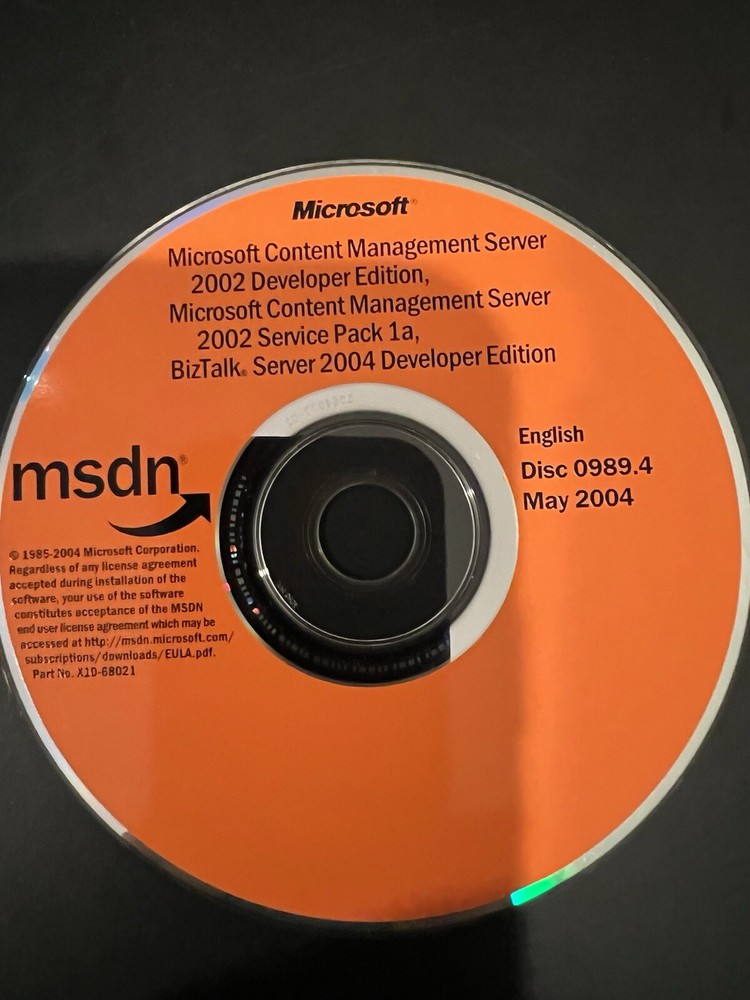 Microsoft®
Microsoft Content Management Server
2002 Developer Edition,
Microsoft Content Management Server
2002 Service Pack 1a,
BizTalk® Server 2004 Developer Edition
English
Disc 0989.4
May 2004
msdn®
© 1985-2004 Microsoft Corporation.
Regardless of any license agreement
accepted during installation of the
software, your use of the software
constitutes acceptance of the MSDN
end user license agreement which may be
accessed at http://msdn.microsoft.com/
subscriptions/downloads/EULA.pdf.
Part No. X10-68021